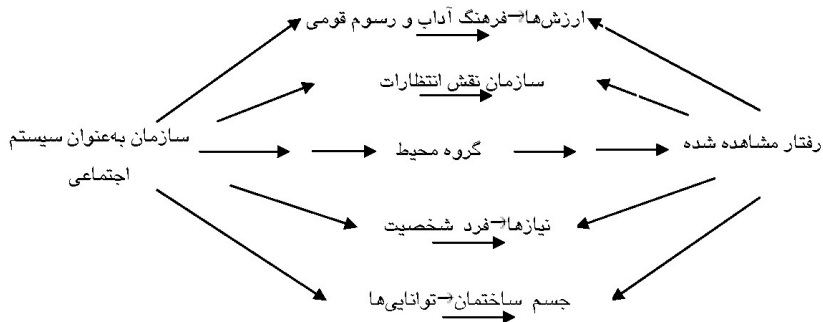 ارزش‌ها→فرهنگ آداب و رسوم قومی
سازمان نقش انتظارات
رفتار مشاهده شده
گروه محیط
سازمان به‌عنوان سیستم
اجتماعی
نیازها→فرد شخصیت
جسم ساختمان→توانایی‌ها